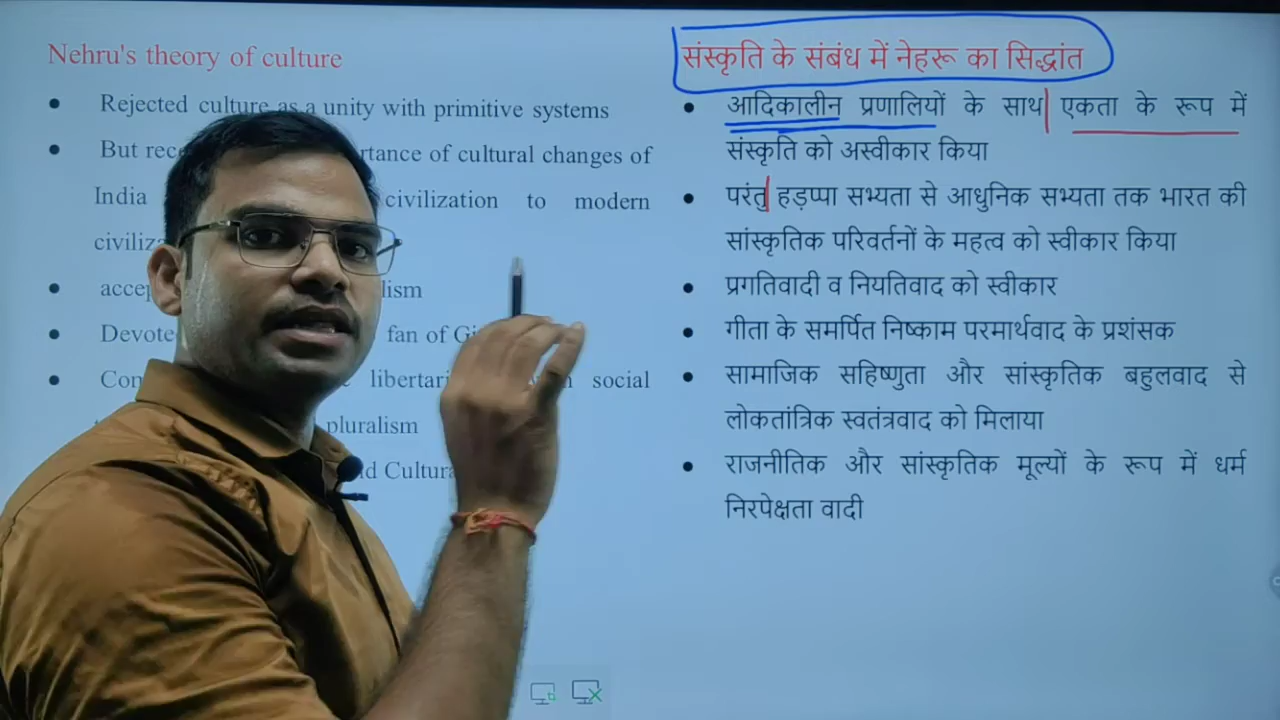 Nehru's theory of culture
Rejected culture as a unity with primitive systems
But rec rtance of cultural changes of
India civilization to modern
civiliz
accep lism
Devote fan of Gi
Con libertari social
pluralism
d Cultura
संस्कृति के संबंध में नेहरू का सिद्धांत
आदिकालीन प्रणालियों के साथ एकता के रूप में
संस्कृति को अस्वीकार किया
परंतु हड़प्पा सभ्यता से आधुनिक सभ्यता तक भारत की
सांस्कृतिक परिवर्तनों के महत्व को स्वीकार किया
प्रगतिवादी व नियतिवाद को स्वीकार
गीता के समर्पित निष्काम परमार्थवाद के प्रशंसक
सामाजिक सहिष्णुता और सांस्कृतिक बहुलवाद से
लोकतांत्रिक स्वतंत्रवाद को मिलाया
राजनीतिक और सांस्कृतिक मूल्यों के रूप में धर्म
निरपेक्षता वादी